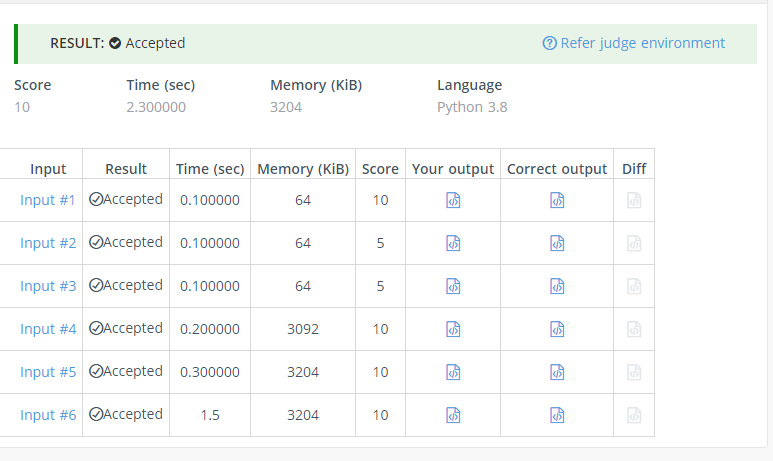 RESULT: Accepted Refer judge environment
Score Time (sec) Memory (KiB) Language
10 2.300000 3204 Python 3.8
Input Result Time (sec) Memory (KiB) Score Your output Correct output Diff
Input #1 Accepted 0.100000 64 10
Input #2 Accepted 0.100000 64 5
Input #3 Accepted 0.100000 64 5
Input #4 Accepted 0.200000 3092 10
Input #5 Accepted 0.300000 3204 10
Input #6 Accepted 1.5 3204 10